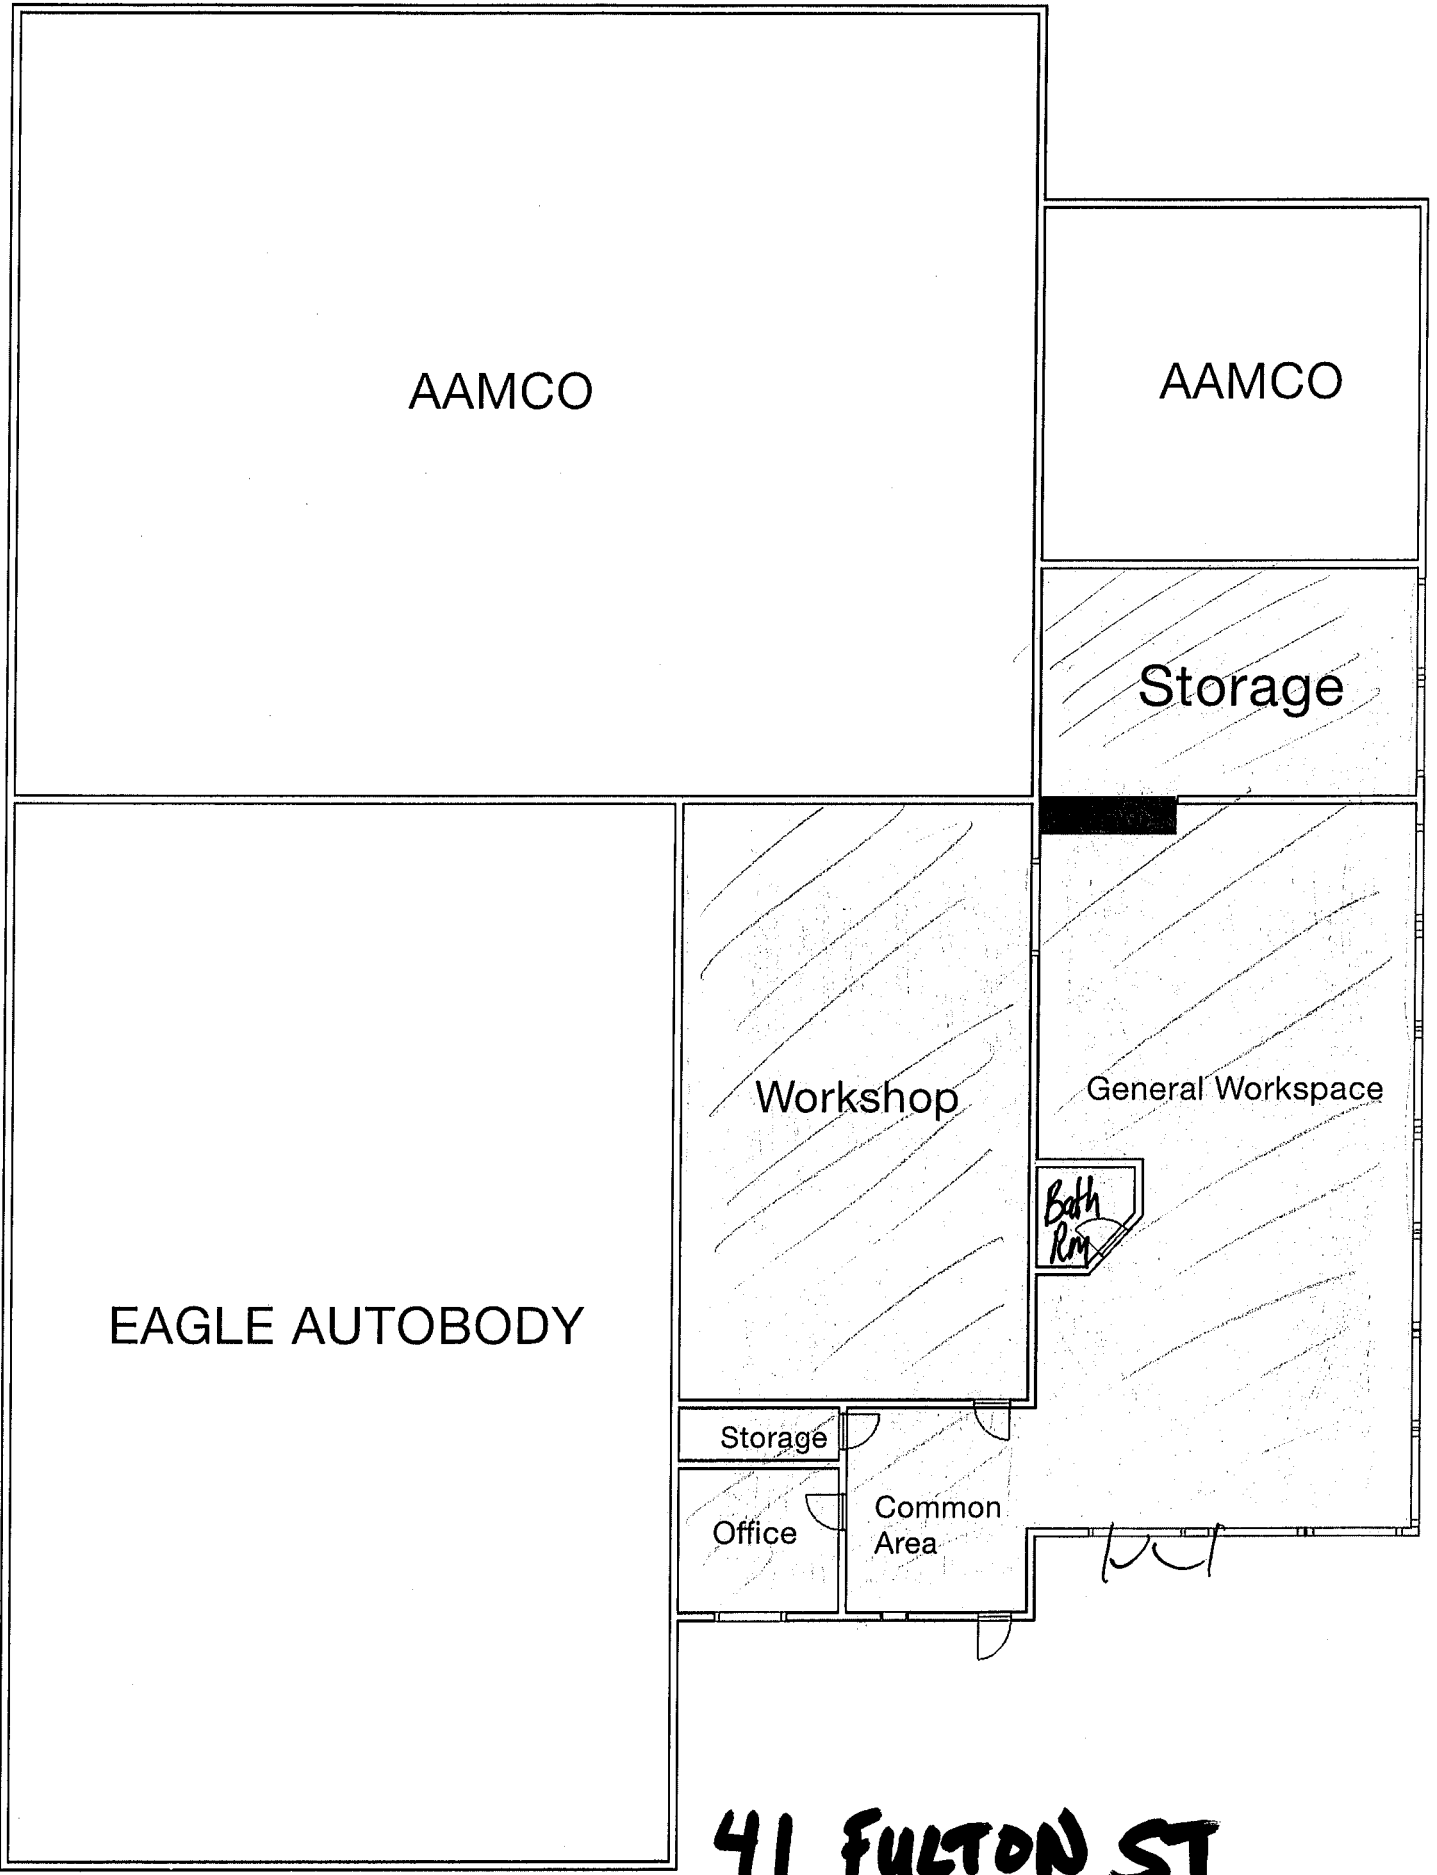 AAMCO
AAMCO
Storage
Workshop
General Workspace
Bath
Rm
EAGLE AUTOBODY
Storage
Office
Common
Area
41 FULTON ST